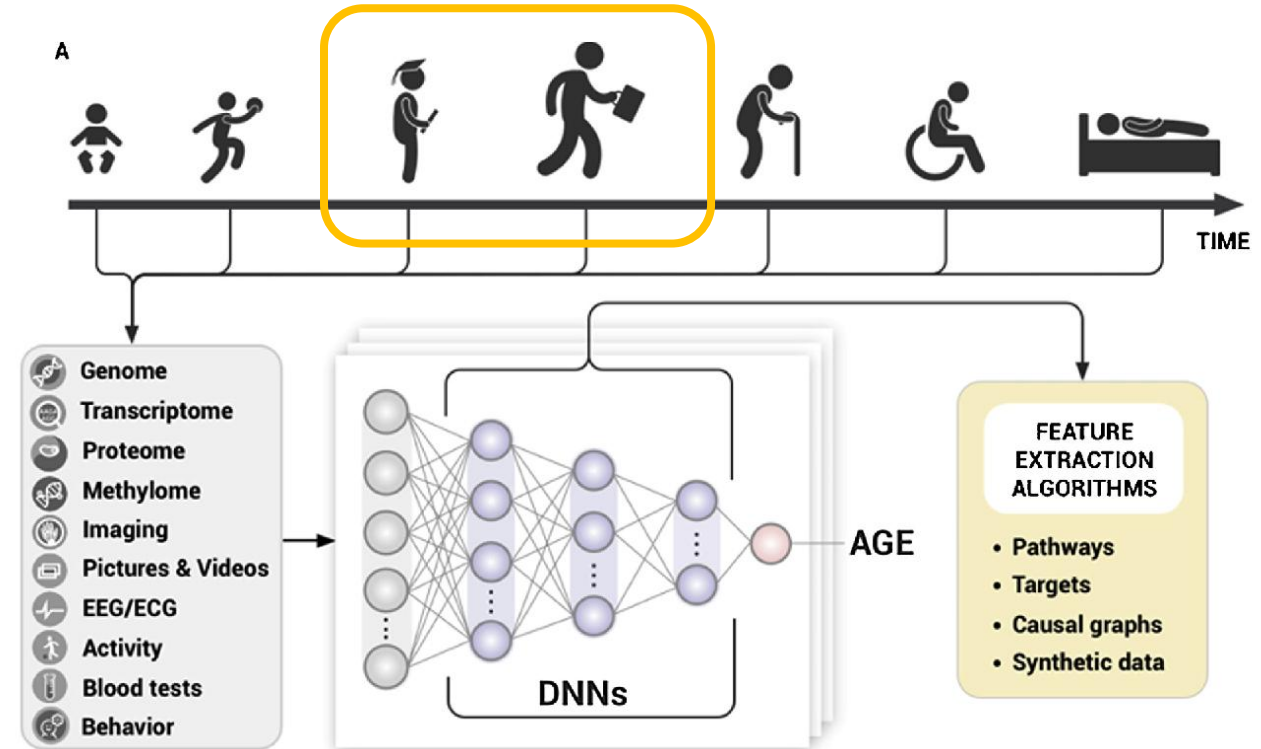 A
TIME
Genome
Transcriptome
Proteome
Methylome
Imaging
Pictures & Videos
EEG/ECG
Activity
Blood tests
Behavior
DNNs
AGE
FEATURE
EXTRACTION
ALGORITHMS
• Pathways
• Targets
• Causal graphs
• Synthetic data